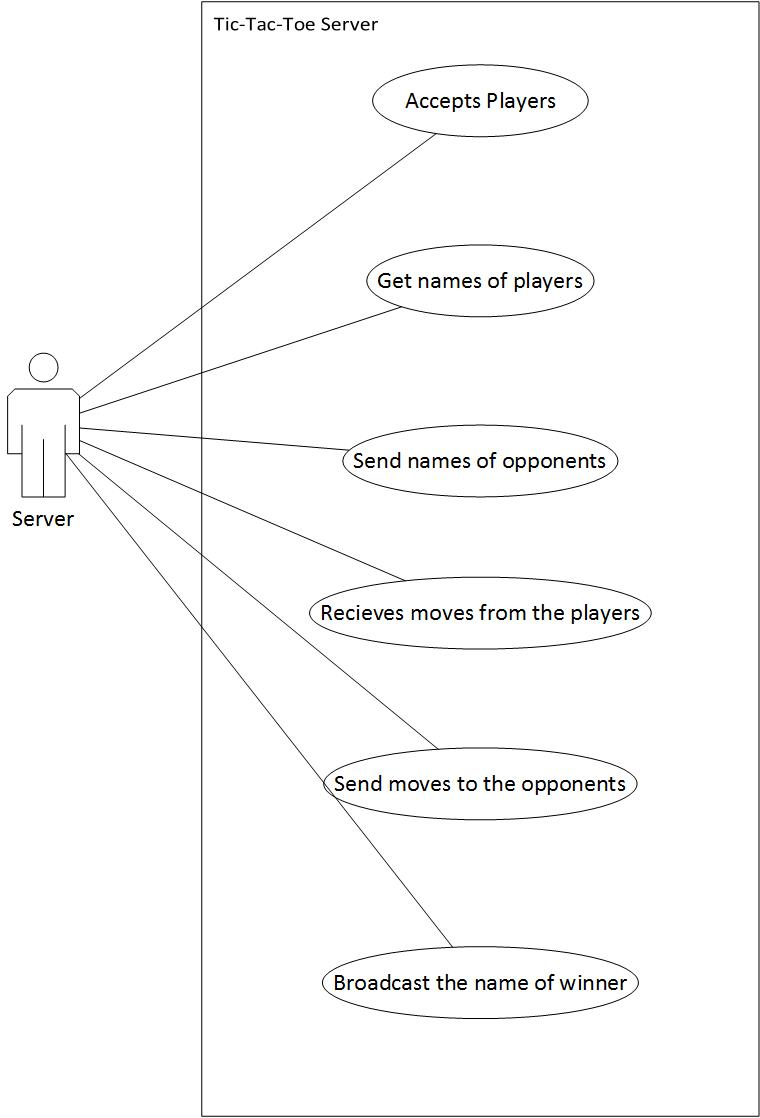 Tic-Tac-Toe Server
Accepts Players
Get names of players
Send names of opponents
Server
Recieves moves from the players
Send moves to the opponents
Broadcast the name of winner